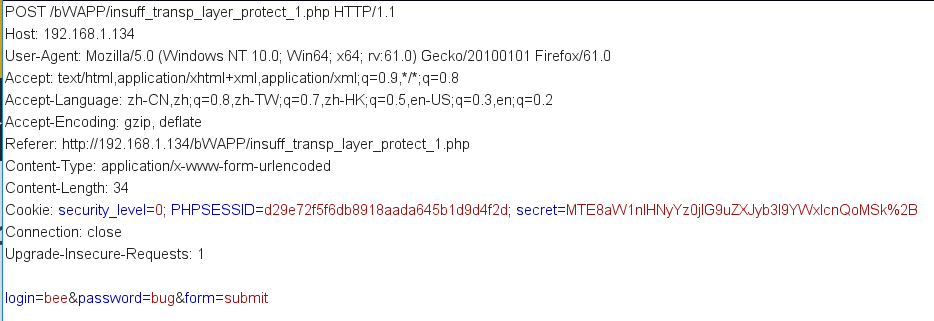 POST /bWAPP/insuff_transp_layer_protect_1.php HTTP/1.1
Host: 192.168.1.134
User-Agent: Mozilla/5.0 (Windows NT 10.0; Win64; x64; rv:61.0) Gecko/20100101 Firefox/61.0
Accept: text/html,application/xhtml+xml,application/xml;q=0.9,*/*;q=0.8
Accept-Language: zh-CN,zh;q=0.8,zh-TW;q=0.7,zh-HK;q=0.5,en-US;q=0.3,en;q=0.2
Accept-Encoding: gzip, deflate
Referer: http://192.168.1.134/bWAPP/insuff_transp_layer_protect_1.php
Content-Type: application/x-www-form-urlencoded
Content-Length: 34
Cookie: security_level=0; PHPSESSID=d29e72f5f6db8918aada645b1d9d4f2d; secret=MTE8aW1nIHNyYz0jIG9uZXJyb3I9YWxlcnQoMSk%2B
Connection: close
Upgrade-Insecure-Requests: 1
login=bee&password=bug&form=submit